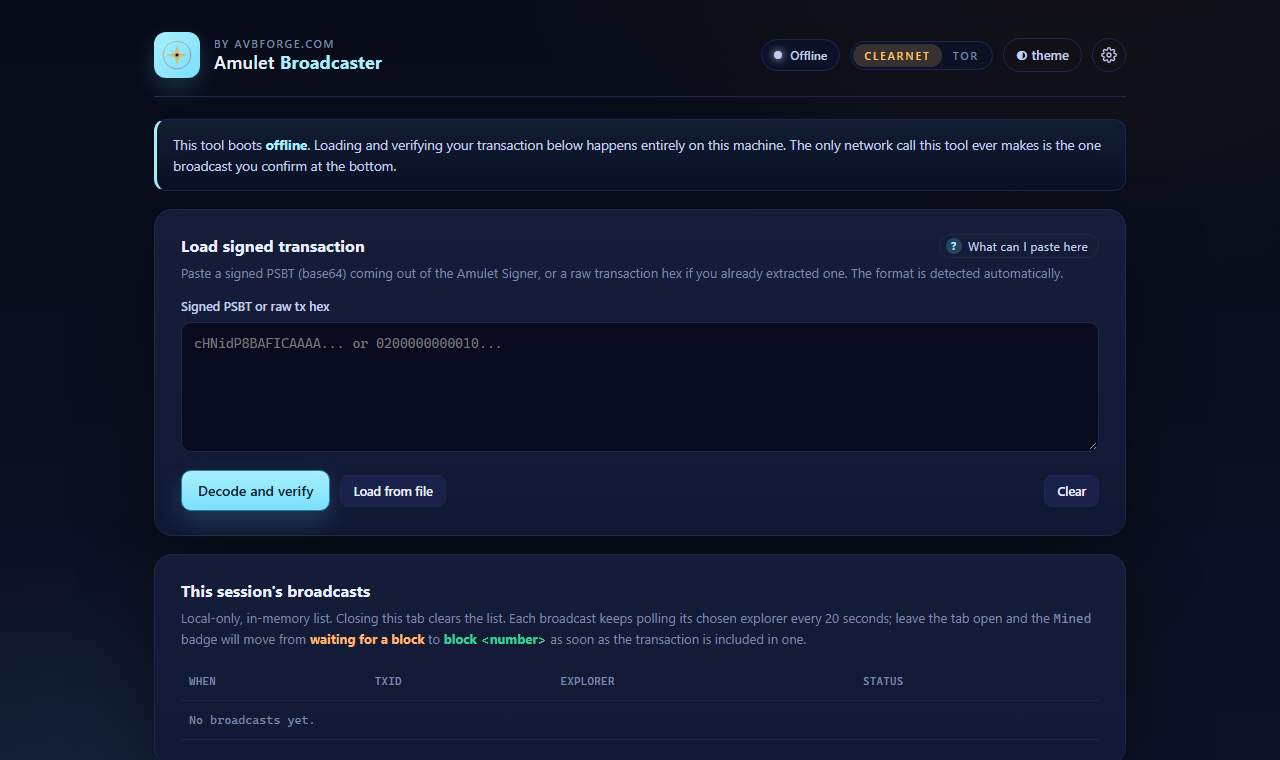 BY AVBFORGE.COM
Amulet Broadcaster
Offline
CLEARNET TOR
theme
This tool boots offline. Loading and verifying your transaction below happens entirely on this machine. The only network call this tool ever makes is the one
broadcast you confirm at the bottom.
Load signed transaction
? What can I paste here
Paste a signed PSBT (base64) coming out of the Amulet Signer, or a raw transaction hex if you already extracted one. The format is detected automatically.
Signed PSBT or raw tx hex
cHNidP8BAFICAAAA... or 0200000000010...
Decode and verify
Load from file
Clear
This session's broadcasts
Local-only, in-memory list. Closing this tab clears the list. Each broadcast keeps polling its chosen explorer every 20 seconds; leave the tab open and the Mined
badge will move from waiting for a block to block <number> as soon as the transaction is included in one.
WHEN TXID EXPLORER STATUS
No broadcasts yet.